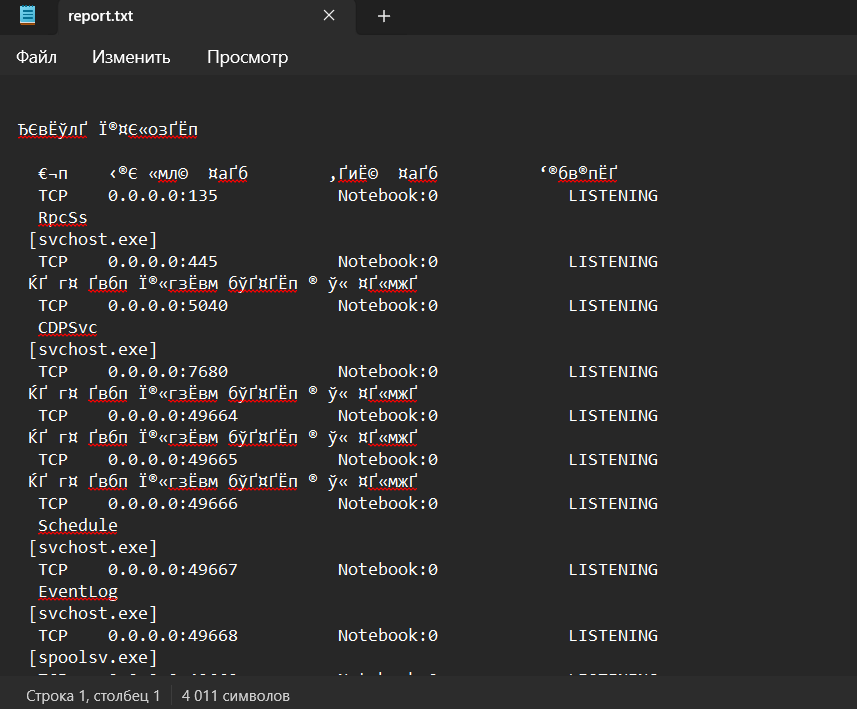 report.txt
Файл Изменить Просмотр
ЂЄвЁўлҐ Ї®¤Є«озҐЁп
€¬п ‹®Є «мл© ¤аҐб ‚ҐиЁ© ¤аҐб ‘®бв®пЁҐ
TCP 0.0.0.0:135 Notebook:0 LISTENING
RpcSs
[svchost.exe]
TCP 0.0.0.0:445 Notebook:0 LISTENING
ЌҐ г¤ Ґвбп Ї®«гзЁвм бўҐ¤ҐЁп ® ў« ¤Ґ«мжҐ
TCP 0.0.0.0:5040 Notebook:0 LISTENING
CDPSvc
[svchost.exe]
TCP 0.0.0.0:7680 Notebook:0 LISTENING
ЌҐ г¤ Ґвбп Ї®«гзЁвм бўҐ¤ҐЁп ® ў« ¤Ґ«мжҐ
TCP 0.0.0.0:49664 Notebook:0 LISTENING
ЌҐ г¤ Ґвбп Ї®«гзЁвм бўҐ¤ҐЁп ® ў« ¤Ґ«мжҐ
TCP 0.0.0.0:49665 Notebook:0 LISTENING
ЌҐ г¤ Ґвбп Ї®«гзЁвм бўҐ¤ҐЁп ® ў« ¤Ґ«мжҐ
TCP 0.0.0.0:49666 Notebook:0 LISTENING
Schedule
[svchost.exe]
TCP 0.0.0.0:49667 Notebook:0 LISTENING
EventLog
[svchost.exe]
TCP 0.0.0.0:49668 Notebook:0 LISTENING
[spoolsv.exe]
Строка 1, столбец 1 4 011 символов